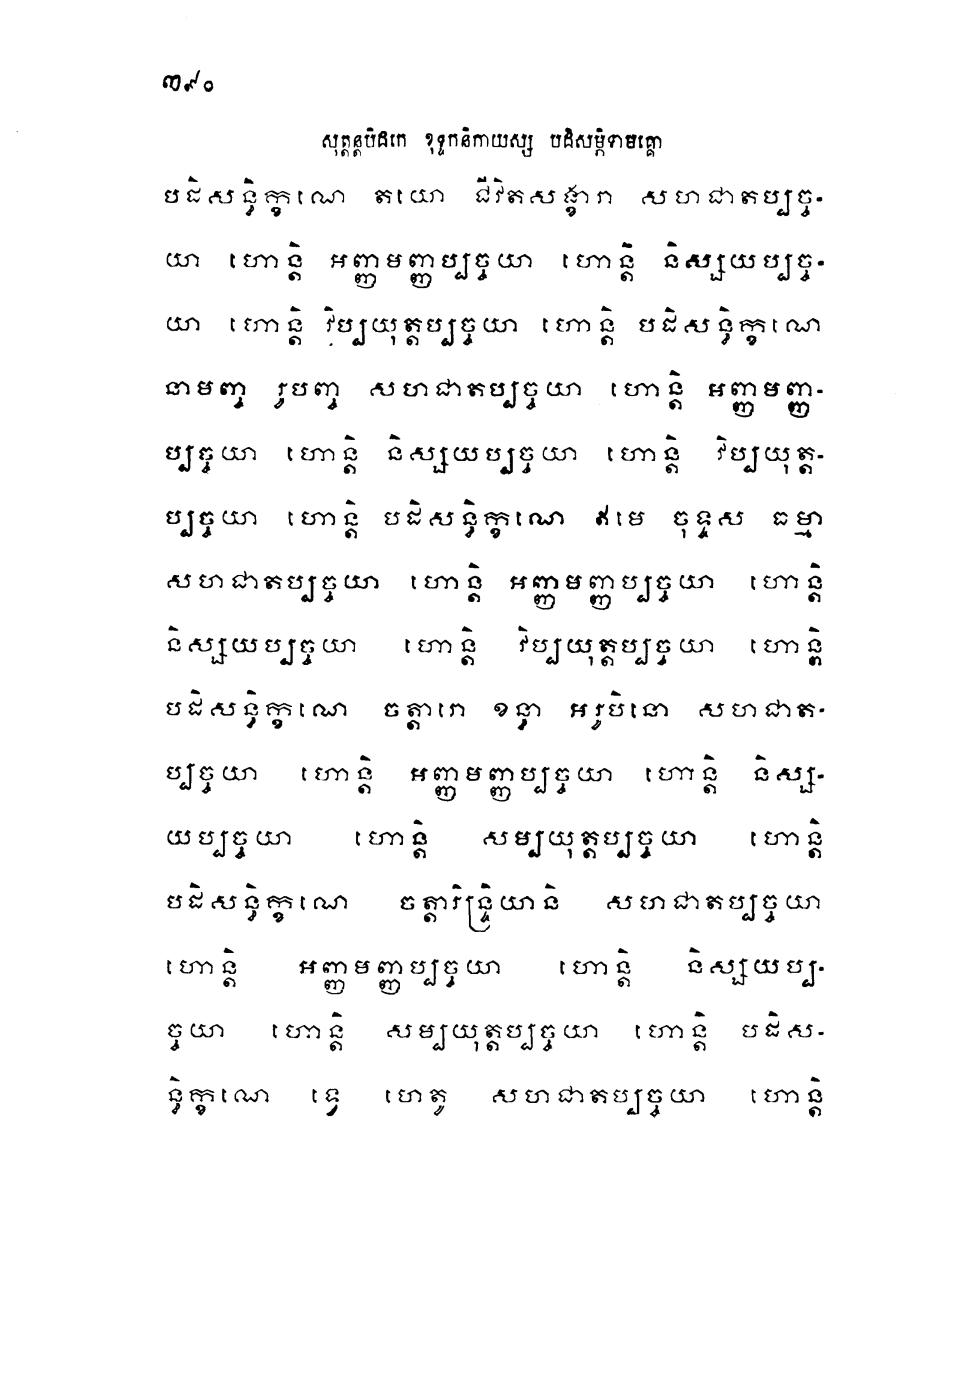 ៣៩០
សុត្តន្តបិដកេ ខុទ្ទកនិកាយស្ស បដិសម្ភិទាមគ្គោ
បដិសន្ធិក្ខណេ តយោ ជីវិតសង្ខារា សហជាតប្បច្ច-
យា ហោន្តិ អញ្ញមញ្ញប្បច្ចយា ហោន្តិ និស្សយប្បច្ច-
យា ហោន្តិ វិប្បយុត្តប្បច្ចយា ហោន្តិ បដិសន្ធិក្ខណេ
នាមញ្ច រូបញ្ច សហជាតប្បច្ចយា ហោន្តិ អញ្ញមញ្ញ-
ប្បច្ចយា ហោន្តិ និស្សយប្បច្ចយា ហោន្តិ វិប្បយុត្ត-
ប្បច្ចយា ហោន្តិ បដិសន្ធិក្ខណេ ឥមេ ចុទ្ទស ធម្មា
សហជាតប្បច្ចយា ហោន្តិ អញ្ញមញ្ញប្បច្ចយា ហោន្តិ
និស្សយប្បច្ចយា ហោន្តិ វិប្បយុត្តប្បច្ចយា ហោន្តិ
បដិសន្ធិក្ខណេ ចត្តារោ ខន្ធា អរូបិនោ សហជាត-
ប្បច្ចយា ហោន្តិ អញ្ញមញ្ញប្បច្ចយា ហោន្តិ និស្ស-
យប្បច្ចយា ហោន្តិ សម្បយុត្តប្បច្ចយា ហោន្តិ
បដិសន្ធិក្ខណេ ចត្តារិន្ទ្រិយានិ សហជាតប្បច្ចយា
ហោន្តិ អញ្ញមញ្ញប្បច្ចយា ហោន្តិ និស្សយប្ប-
ច្ចយា ហោន្តិ សម្បយុត្តប្បច្ចយា ហោន្តិ បដិស-
ន្ធិក្ខណេ ទ្វេ ហេតូ សហជាតប្បច្ចយា ហោន្តិ